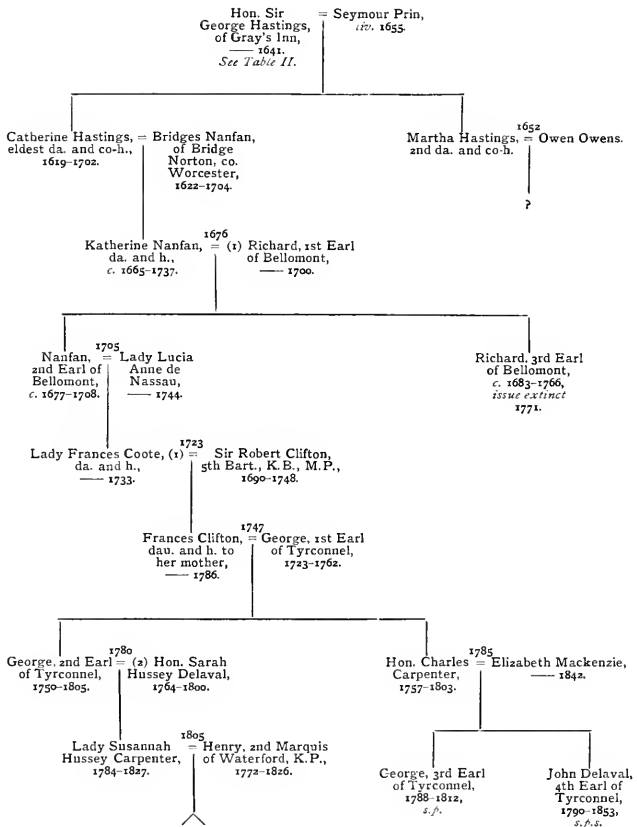 Hon. Sir = Seymour Prin,
George Hastings, liv. 1655.
of Gray's Inn,
— 1641.
See Table II.
Catherine Hastings, = Bridges Nanfan,
eldest da. and co-h., of Bridge
1619-1702. Norton, co.
Worcester,
1622-1704.
1652
Martha Hastings, = Owen Owens.
2nd da. and co-h.
?
1676
Katherine Nanfan, = (1) Richard, 1st Earl
da. and h., of Bellomont,
c. 1665-1737. — 1700.
1705
Nanfan, = Lady Lucia
2nd Earl of Anne de
Bellomont, Nassau,
c. 1677-1708. — 1744.
Richard, 3rd Earl
of Bellomont,
c. 1683-1766,
issue extinct
1771.
1723
Lady Frances Coote, (1) = Sir Robert Clifton,
da. and h., 5th Bart., K.B., M.P.,
— 1733. 1690-1748.
1747
Frances Clifton, = George, 1st Earl
dau. and h. to of Tyrconnel,
her mother, 1723-1762.
— 1786.
1780
George, 2nd Earl = (2) Hon. Sarah
of Tyrconnel, Hussey Delaval,
1750-1805. 1764-1800.
1785
Hon. Charles = Elizabeth Mackenzie,
Carpenter, — 1842.
1757-1803.
1805
Lady Susannah = Henry, 2nd Marquis
Hussey Carpenter, of Waterford, K.P.,
1784-1827. 1772-1826.
George, 3rd Earl
of Tyrconnel,
1788-1812,
s.p.
John Delaval,
4th Earl of
Tyrconnel,
1790-1853,
s.p.s.